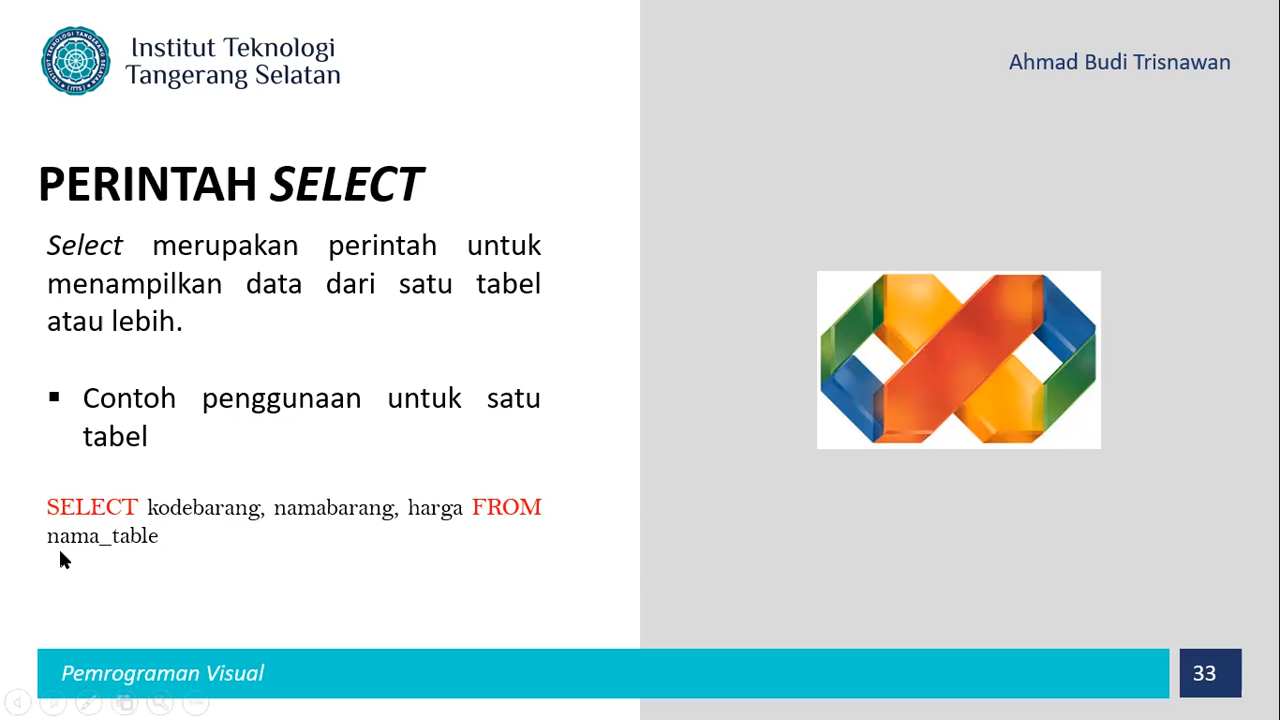 Institut Teknologi
Tangerang Selatan
Ahmad Budi Trisnawan
PERINTAH SELECT
Select merupakan perintah untuk
menampilkan data dari satu tabel
atau lebih.
▪ Contoh penggunaan untuk satu
tabel
SELECT kodebarang, namabarang, harga FROM
nama_table
Pemrograman Visual
33